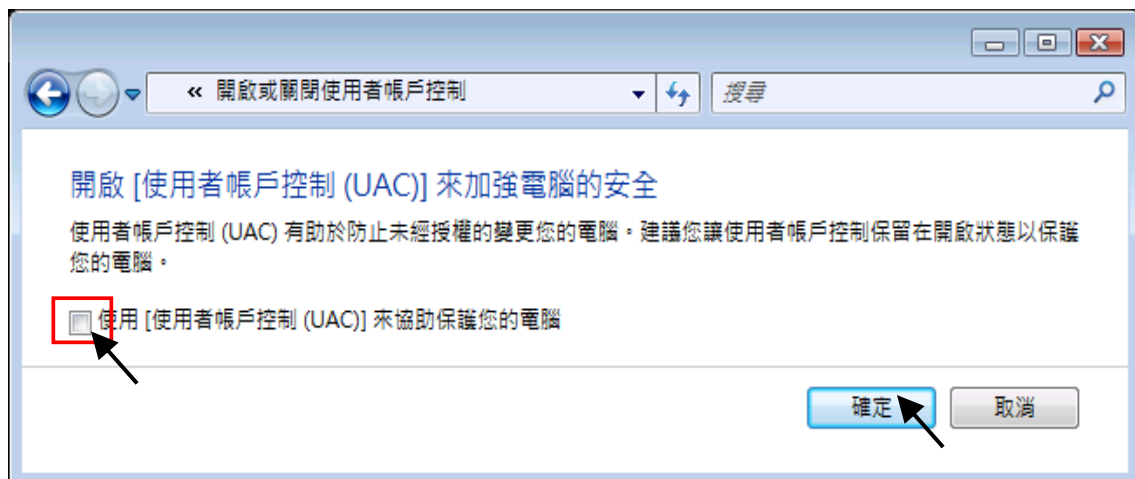 « 開啟或關閉使用者帳戶控制
搜尋
開啟 [使用者帳戶控制 (UAC)] 來加強電腦的安全
使用者帳戶控制 (UAC) 有助於防止未經授權的變更您的電腦。建議您讓使用者帳戶控制保留在開啟狀態以保護
您的電腦。
使用 [使用者帳戶控制 (UAC)] 來協助保護您的電腦
確定
取消